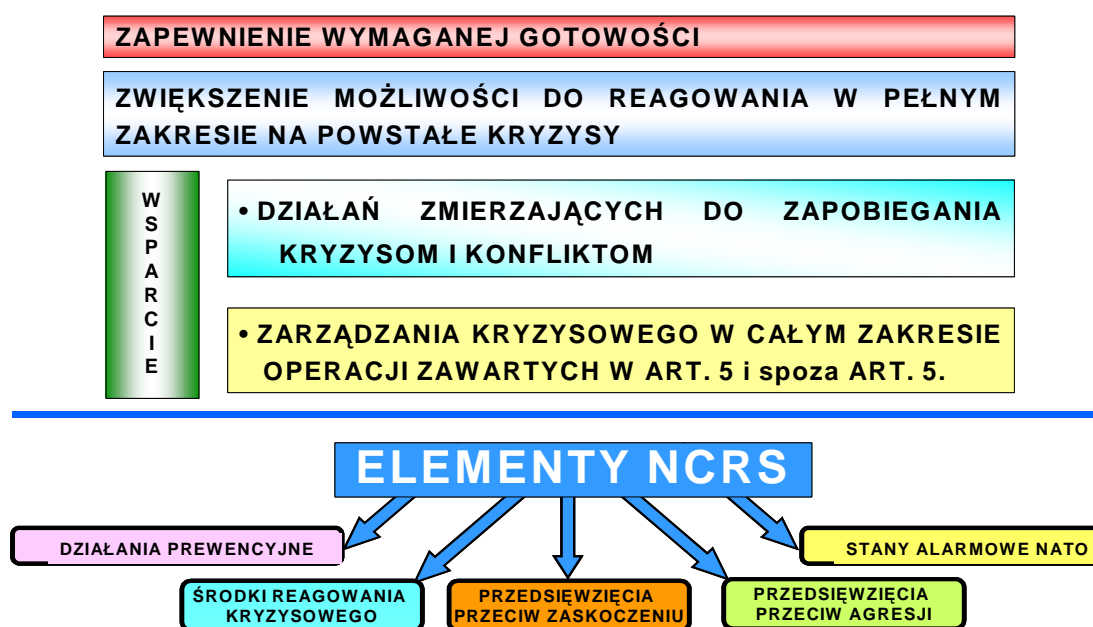 ZAPEWNIENIE WYMAGANEJ GOTOWOŚCI
ZWIĘKSZENIE MOŻLIWOŚCI DO REAGOWANIA W PEŁNYM
ZAKRESIE NA POWSTAŁE KRYZYSY
WSPARCIE
• DZIAŁAŃ ZMIERZAJĄCYCH DO ZAPOBIEGANIA
KRYZYSOM I KONFLIKTOM
• ZARZĄDZANIA KRYZYSOWEGO W CAŁYM ZAKRESIE
OPERACJI ZAWARTYCH W ART. 5 i spoza ART. 5.
ELEMENTY NCRS
DZIAŁANIA PREWENCYJNE
STANY ALARMOWE NATO
ŚRODKI REAGOWANIA
KRYZYSOWEGO
PRZEDSIĘWZIĘCIA
PRZECIW ZASKOCZENIU
PRZEDSIĘWZIĘCIA
PRZECIW AGRESJI